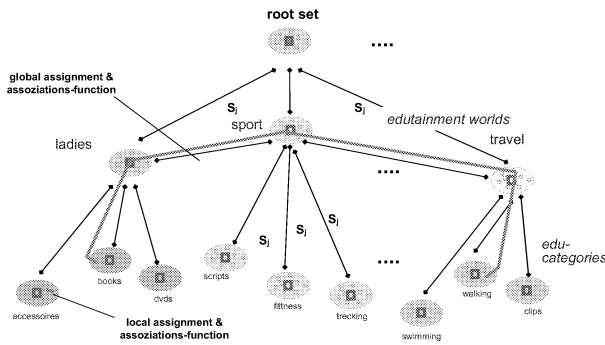 root set
....
global assignment &
assoziations-function
Sj
Sj
edutainment worlds
sport
ladies
travel
....
Sj
Sj
Sj
edu-
categories
....
books
dvds
scripts
fittness
trecking
walking
clips
accessoires
swimming
local assignment &
assoziations-function